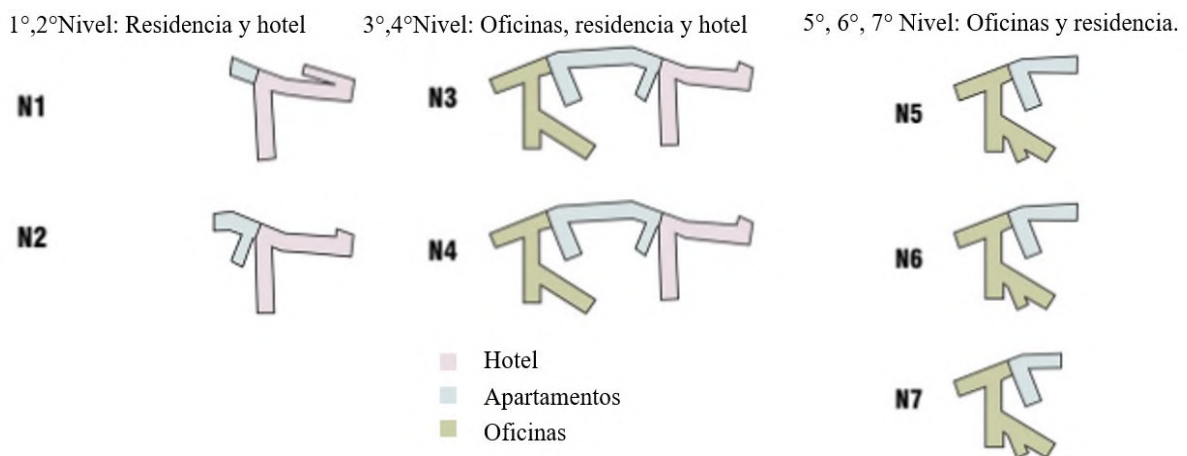 1°,2°Nivel: Residencia y hotel
3°,4°Nivel: Oficinas, residencia y hotel
5°, 6°, 7° Nivel: Oficinas y residencia.
N1
N3
N5
N2
N4
N6
Hotel
Apartamentos
Oficinas
N7